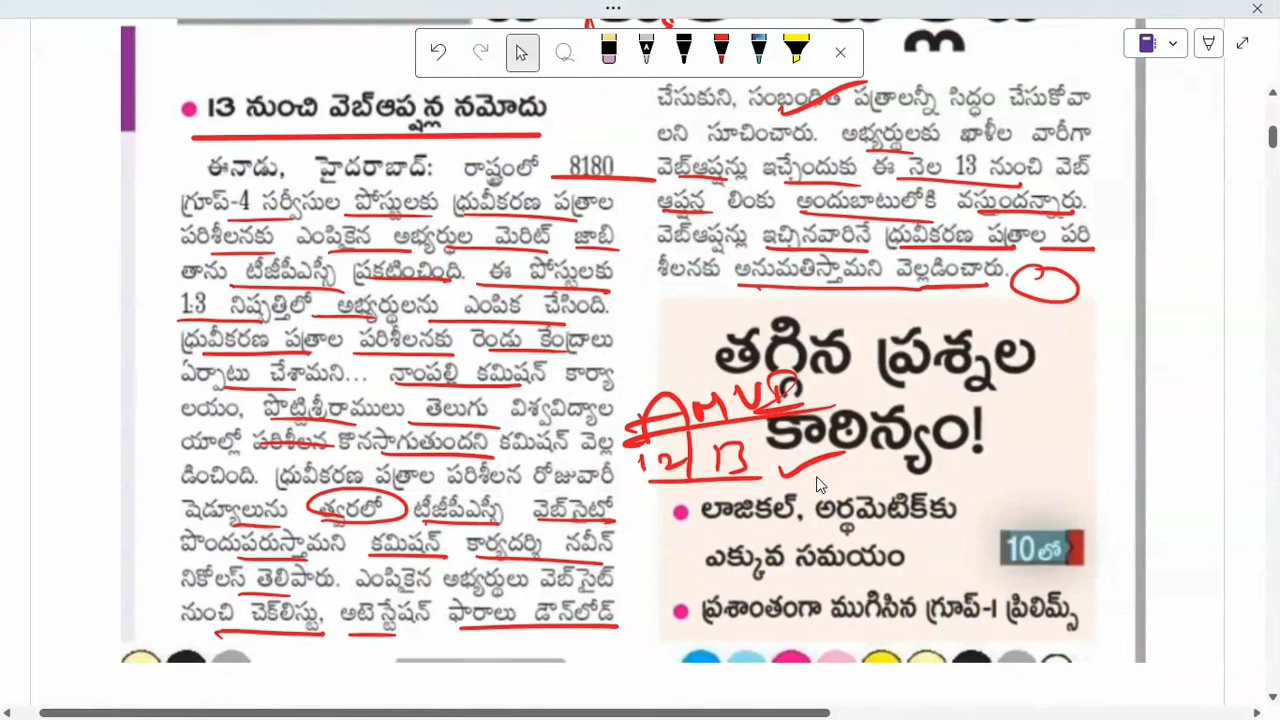 13 నుంచి వెబ్‌ఆప్షన్ల నమోదు
ఈనాడు, హైదరాబాద్: రాష్ట్రంలో 8180
గ్రూప్-4 సర్వీసుల పోస్టులకు ధ్రువీకరణ పత్రాల
పరిశీలనకు ఎంపికైన అభ్యర్థుల మెరిట్ జాబి
తాను టీజీపీఎస్సీ ప్రకటించింది. ఈ పోస్టులకు
1:3 నిష్పత్తిలో అభ్యర్థులను ఎంపిక చేసింది.
ధ్రువీకరణ పత్రాల పరిశీలనకు రెండు కేంద్రాలు
ఏర్పాటు చేశామని... నాంపల్లి కమిషన్ కార్యా
లయం, పొట్టిశ్రీరాములు తెలుగు విశ్వవిద్యాల
యాల్లో పరిశీలన కొనసాగుతుందని కమిషన్ వెల్ల
డించింది. ధ్రువీకరణ పత్రాల పరిశీలన రోజువారీ
షెడ్యూలును త్వరలో టీజీపీఎస్సీ వెబ్‌సైటో
పొందుపరుస్తామని కమిషన్ కార్యదర్శి నవీన్
నికోలస్ తెలిపారు. ఎంపికైన అభ్యర్థులు వెబ్‌సైట్
నుంచి చెక్‌లిస్టు, అటెస్టేషన్ ఫారాలు డౌన్‌లోడ్
చేసుకుని, సంబంధిత పత్రాలన్నీ సిద్ధం చేసుకోవా
లని సూచించారు. అభ్యర్థులకు ఖాళీల వారీగా
వెబ్‌ఆప్షన్లు ఇచ్చేందుకు ఈ నెల 13 నుంచి వెబ్
ఆప్షన్ల లింకు అందుబాటులోకి వస్తుందన్నారు.
వెబ్‌ఆప్షన్లు ఇచ్చినవారినే ధ్రువీకరణ పత్రాల పరి
శీలనకు అనుమతిస్తామని వెల్లడించారు.
తగ్గిన ప్రశ్నల
కాఠిన్యం!
12 13
లాజికల్, అర్థమెటిక్‌కు
ఎక్కువ సమయం
10లో
ప్రశాంతంగా ముగిసిన గ్రూప్-1 ప్రిలిమ్స్